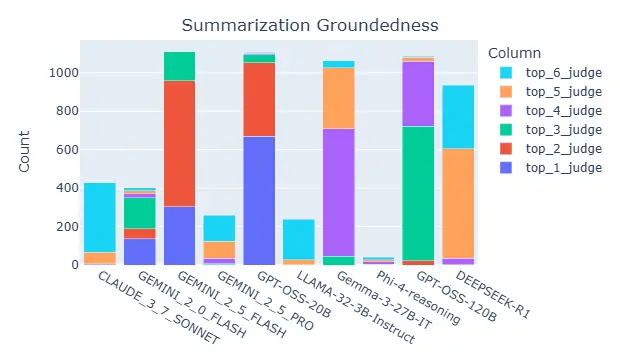 Summarization Groundedness
Column
top_6_judge
top_5_judge
top_4_judge
top_3_judge
top_2_judge
top_1_judge
Count
1000
800
600
400
200
0
CLAUDE_3_7_SONNET
GEMINI_2_0_FLASH
GEMINI_2_5_FLASH
GEMINI_2_5_PRO
GPT-OSS-20B
LLAMA-32-3B-Instruct
Gemma-3-27B-IT
Phi-4-reasoning
GPT-OSS-120B
DEEPSEEK-R1